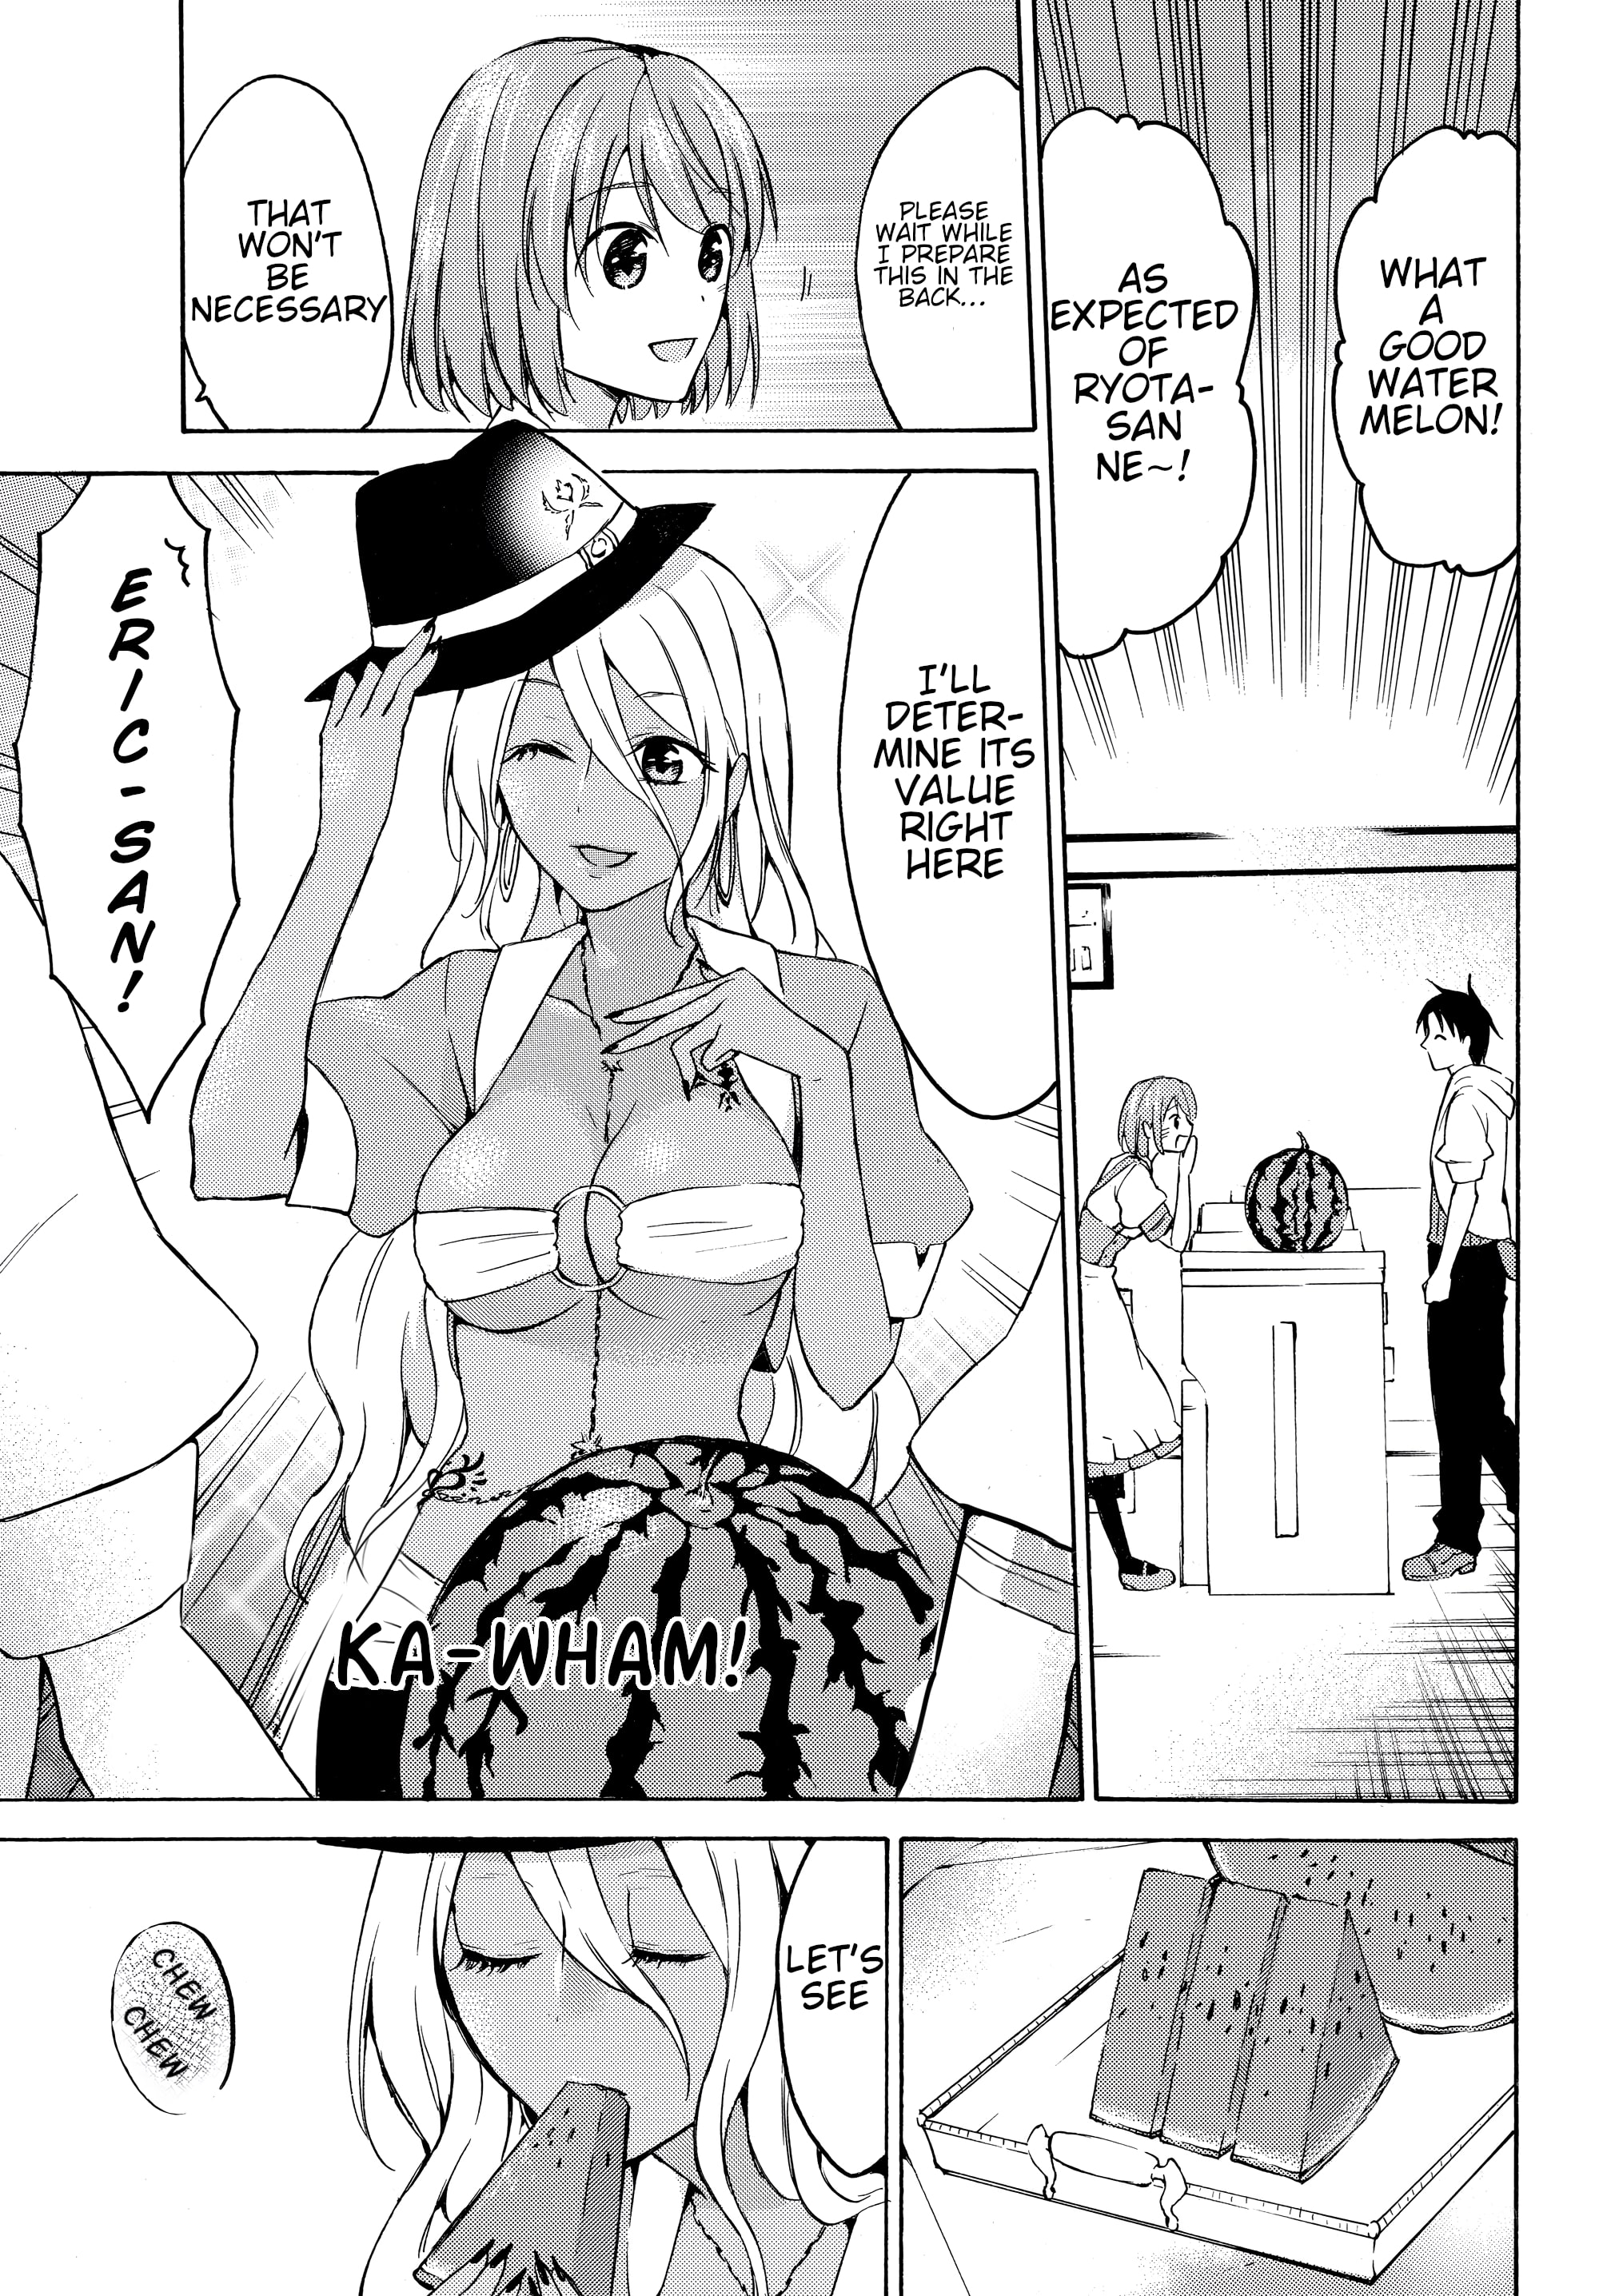 WHAT
A
GOOD
WATER
MELON!
AS
EXPECTED
OF
RYOTA-
SAN
NE~!
PLEASE
WAIT WHILE
I PREPARE
THIS IN THE
BACK...
THAT
WON'T
BE
NECESSARY
I'LL
DETER-
MINE ITS
VALUE
RIGHT
HERE
ERIC-SAN!
KA-WHAM!
LET'S
SEE
CHEW
CHEW